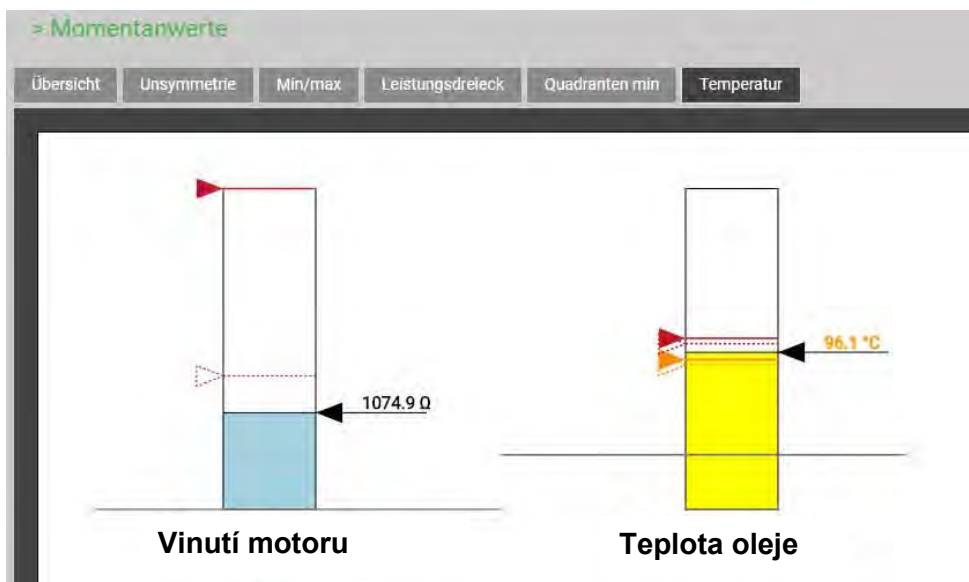 > Momentanwerte
Übersicht Unsymmetrie Min/max Leistungsdreieck Quadranten min Temperatur
1074.9 Ω
96.1 °C
Vinutí motoru
Teplota oleje